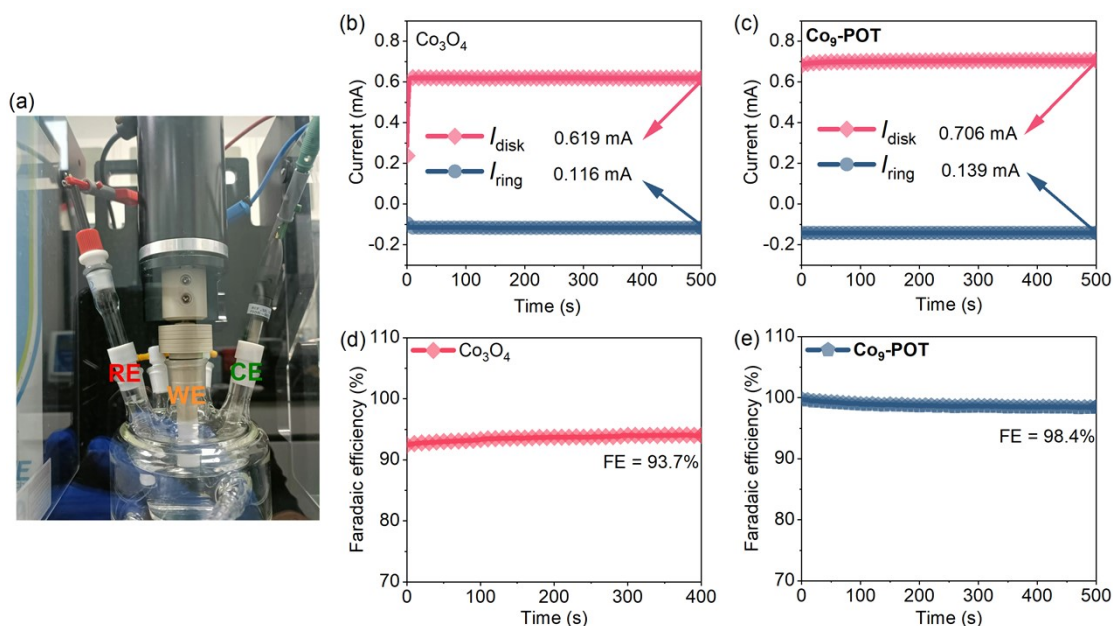 (a)
RE
WE
CE
(b)
Co₃O₄
0.8
0.6
0.4
0.2
0.0
-0.2
Current (mA)
I disk 0.619 mA
I ring 0.116 mA
0 100 200 300 400 500
Time (s)
(c)
Co₉-POT
0.8
0.6
0.4
0.2
0.0
-0.2
Current (mA)
I disk 0.706 mA
I ring 0.139 mA
0 100 200 300 400 500
Time (s)
(d)
Co₃O₄
110
100
90
80
70
Faradaic efficiency (%)
FE = 93.7%
0 100 200 300 400
Time (s)
(e)
Co₉-POT
110
100
90
80
70
Faradaic efficiency (%)
FE = 98.4%
0 100 200 300 400 500
Time (s)